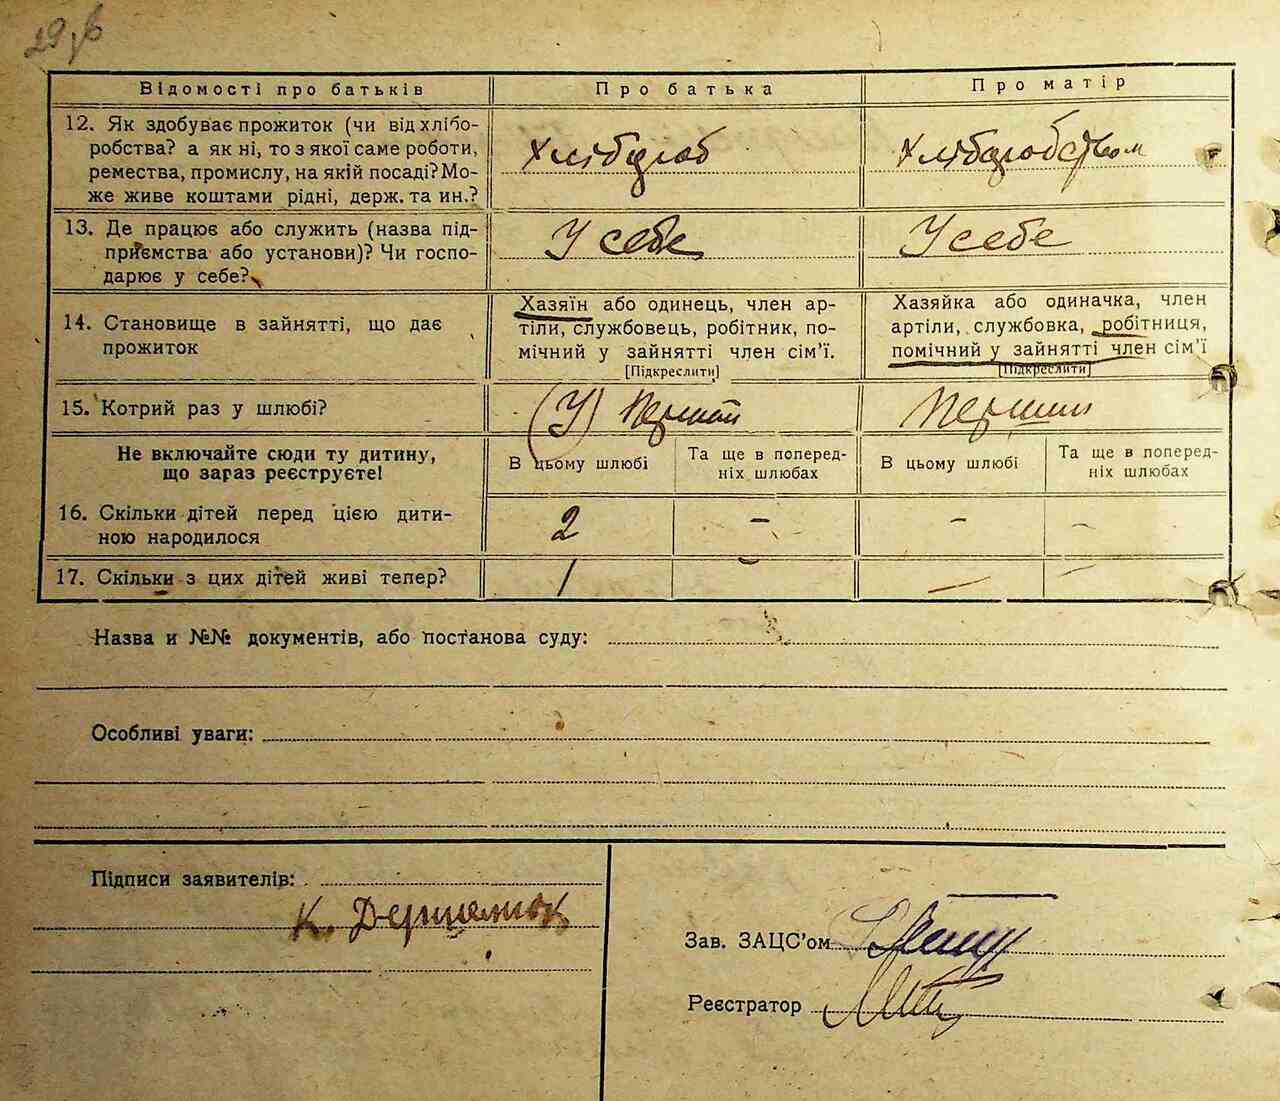 29 зв
Відомості про батьків Про батька Про матір
12. Як здобуває прожиток (чи від хлібо-
робства? а як ні, то з якої саме роботи,
ремества, промислу, на якій посаді? Мо-
же живе коштами рідні, держ. та ин.?
Хлібороб
Хліборобством
13. Де працює або служить (назва під-
приємства або установи)? Чи госпо-
дарює у себе?
У себе
У себе
14. Становище в зайнятті, що дає
прожиток
Хазяїн або одинець, член ар-
тіли, службовець, робітник, по-
мічний у зайнятті член сім'ї.
[Підкреслити]
Хазяйка або одиначка, член
артіли, службовка, робітниця,
помічний у зайнятті член сім'ї
[Підкреслити]
15. Котрий раз у шлюбі?
(У) Перший
Перший
Не включайте сюди ту дитину,
що зараз реєструєте!
В цьому шлюбі
Та ще в поперед-
ніх шлюбах
В цьому шлюбі
Та ще в поперед-
ніх шлюбах
16. Скільки дітей перед цією дити-
ною народилося
2 - - -
17. Скільки з цих дітей живі тепер?
1 - - -
Назва и №№ документів, або постанова суду:
Особливі уваги:
Підписи заявителів:
К.
Зав. ЗАЦС'ом
Реєстратор